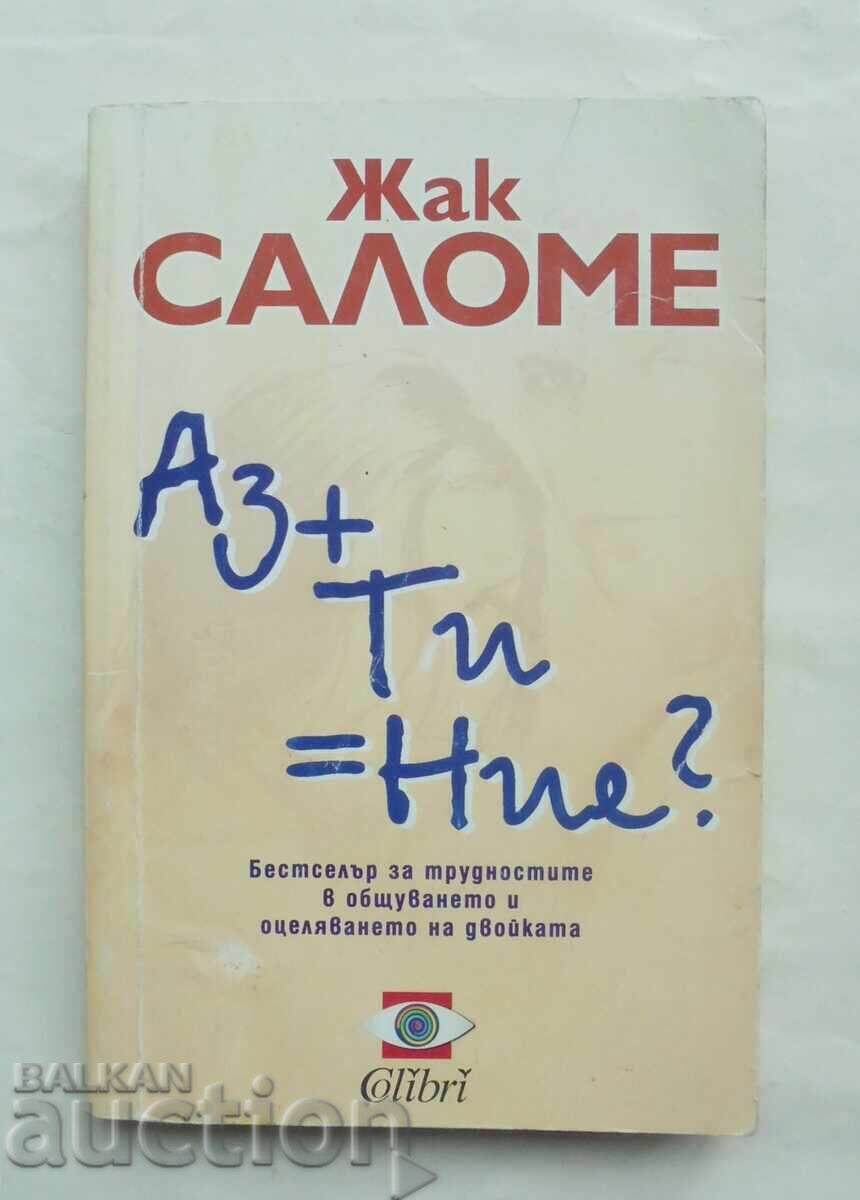 Жак
САЛОМЕ
Аз+
Ти
=Ние?
Бестселър за трудностите
в общуването и
оцеляването на двойката
Colibri
BALKAN
auction